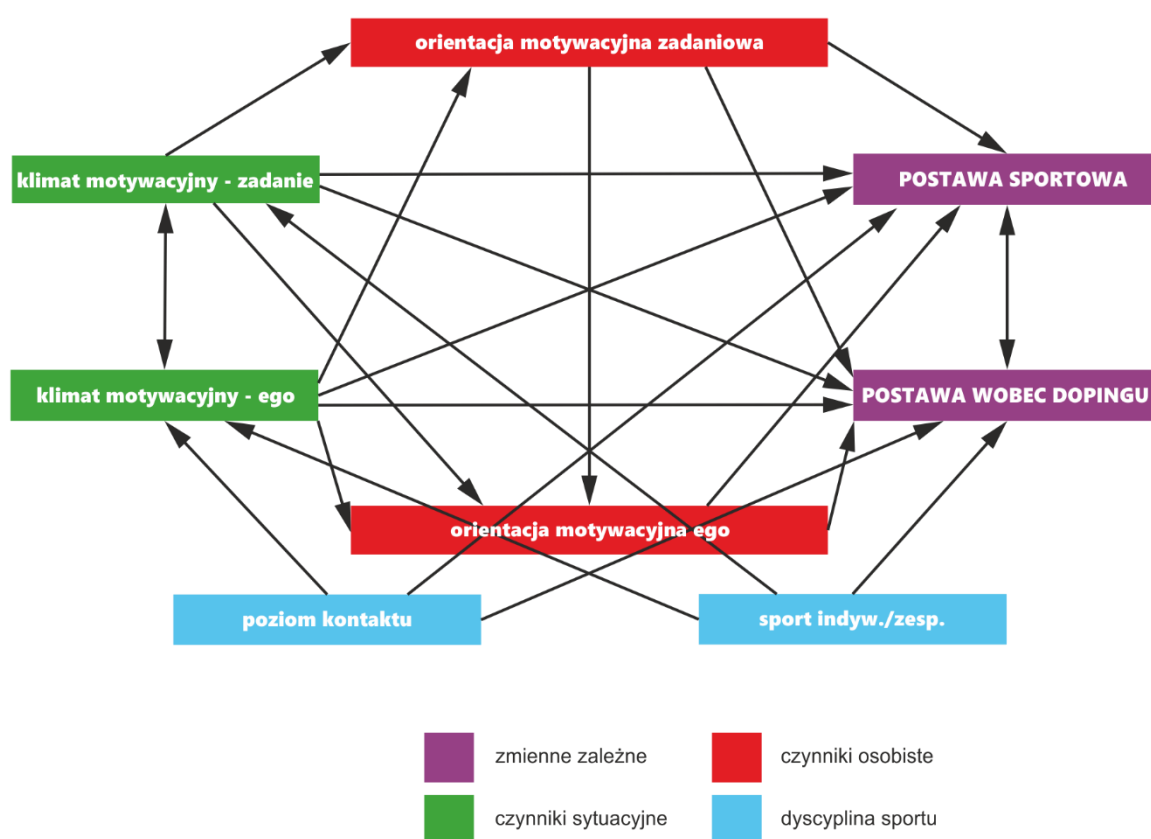 orientacja motywacyjna zadaniowa
klimat motywacyjny - zadanie
POSTAWA SPORTOWA
klimat motywacyjny - ego
POSTAWA WOBEC DOPINGU
orientacja motywacyjna ego
poziom kontaktu
sport indyw./zesp.
zmienne zależne
czynniki osobiste
czynniki sytuacyjne
dyscyplina sportu